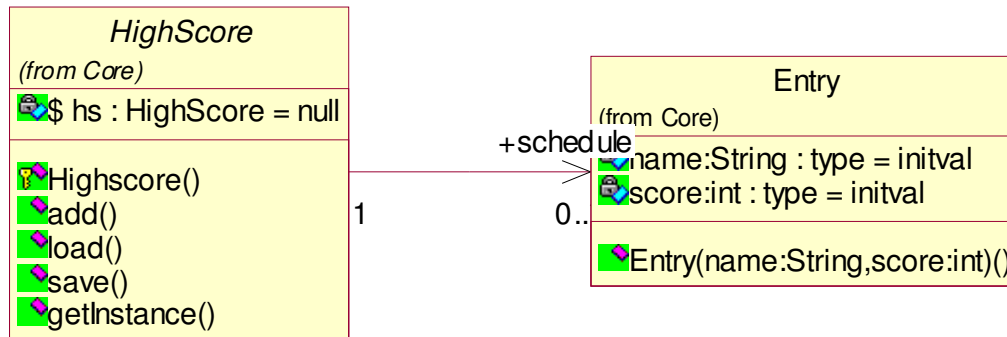 HighScore
(from Core)
$ hs : HighScore = null
Highscore()
add()
load()
save()
getInstance()
+schedule
1
0..
Entry
(from Core)
name:String : type = initval
score:int : type = initval
Entry(name:String,score:int)()